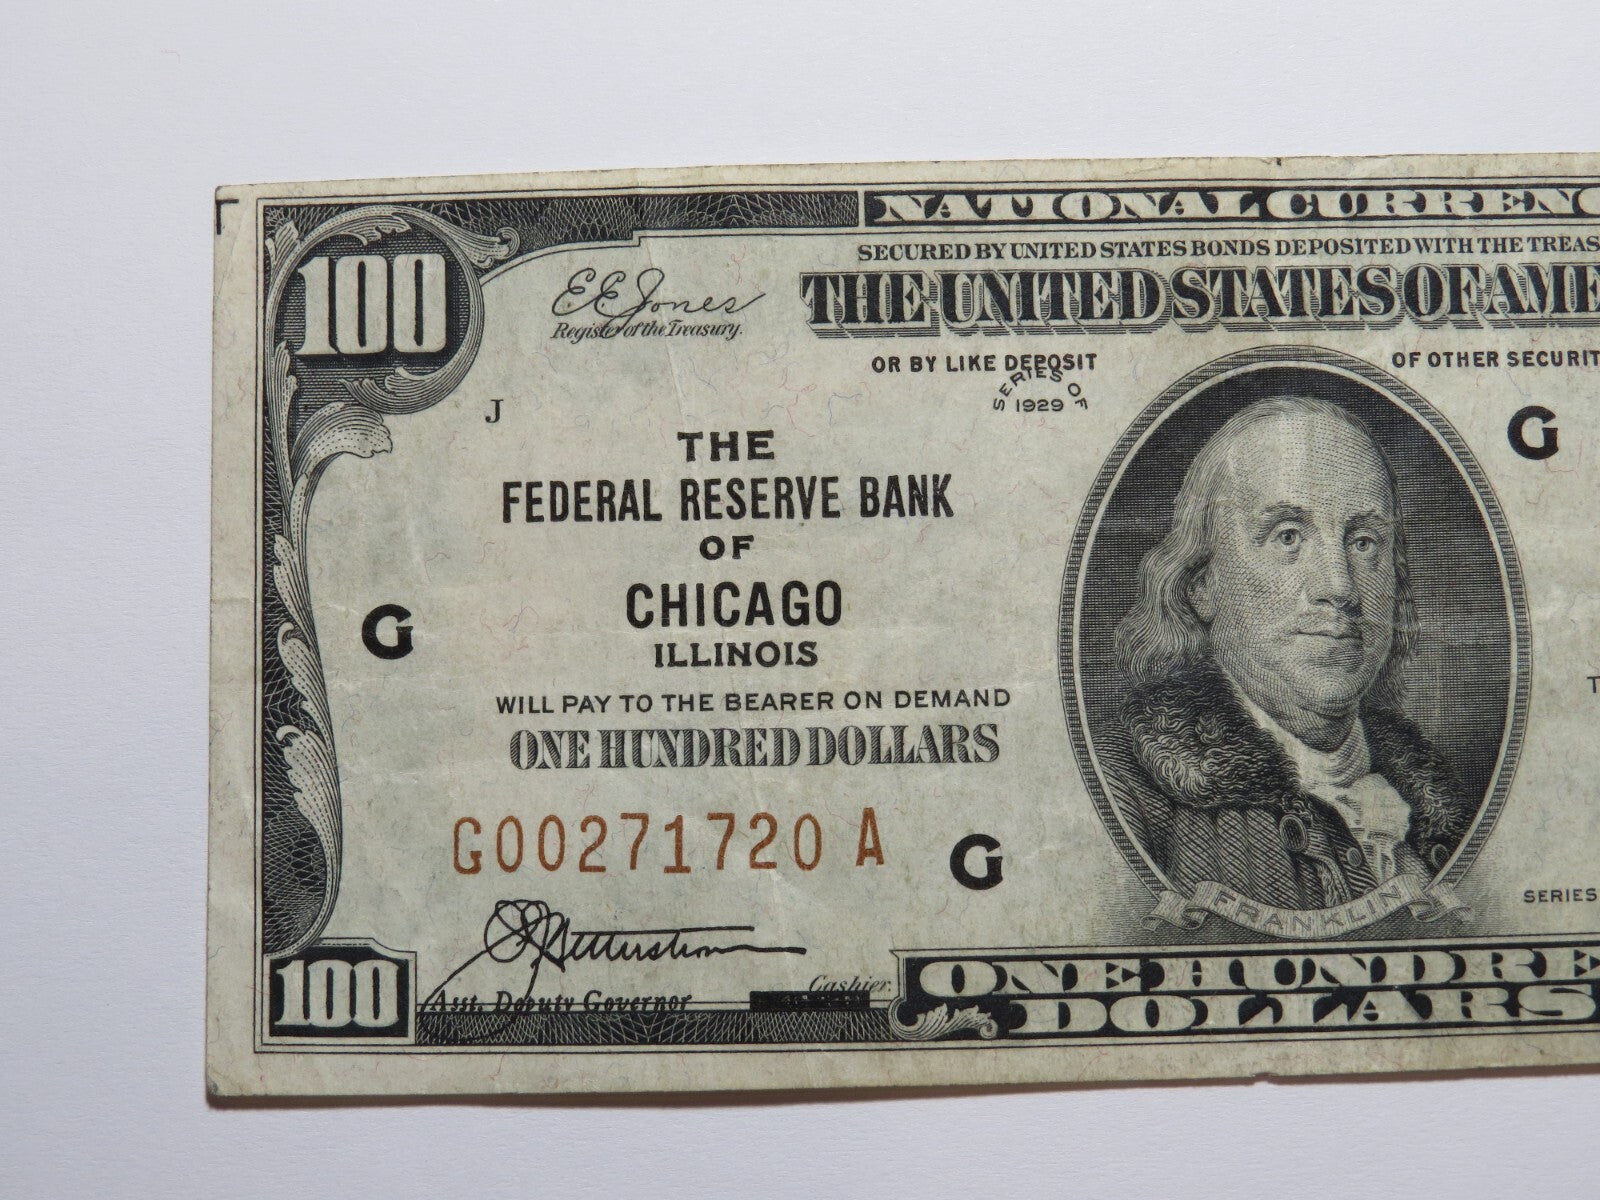 NATIONAL CURRENC
SECURED BY UNITED STATES BONDS DEPOSITED WITH THE TREAS
100
E E Jones
Register of the Treasury.
THE UNITED STATES OF AME
OR BY LIKE DEPOSIT
OF OTHER SECURIT
SERIES OF
1929
J
G
THE
FEDERAL RESERVE BANK
OF
CHICAGO
ILLINOIS
G
WILL PAY TO THE BEARER ON DEMAND
ONE HUNDRED DOLLARS
G00271720 A
G
FRANKLIN
SERIES
Cashier.
Asst. Deputy Governor
100
ONE HUNDRE
DOLLARS